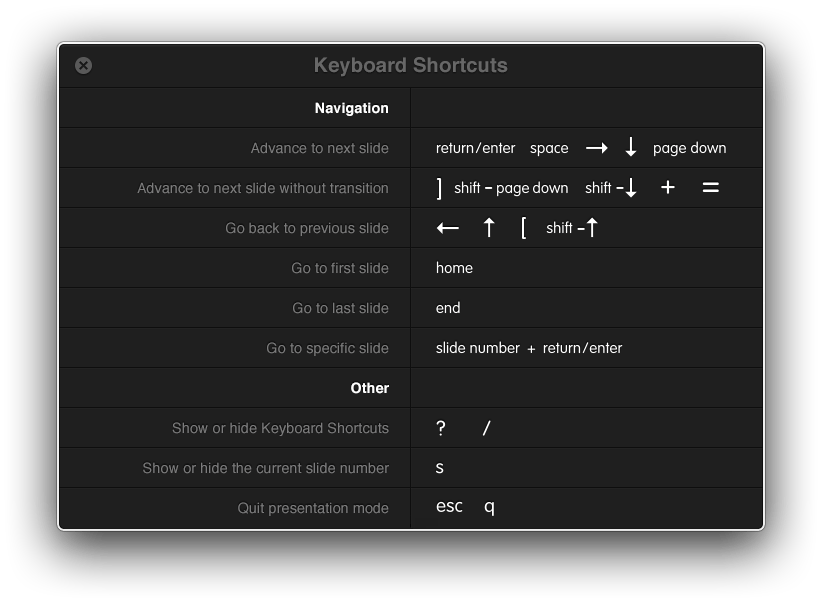 Keyboard Shortcuts
Navigation
Advance to next slide return/enter space → ↓ page down
Advance to next slide without transition ] shift – page down shift –↓ + =
Go back to previous slide ← ↑ [ shift –↑
Go to first slide home
Go to last slide end
Go to specific slide slide number + return/enter
Other
Show or hide Keyboard Shortcuts ? /
Show or hide the current slide number s
Quit presentation mode esc q